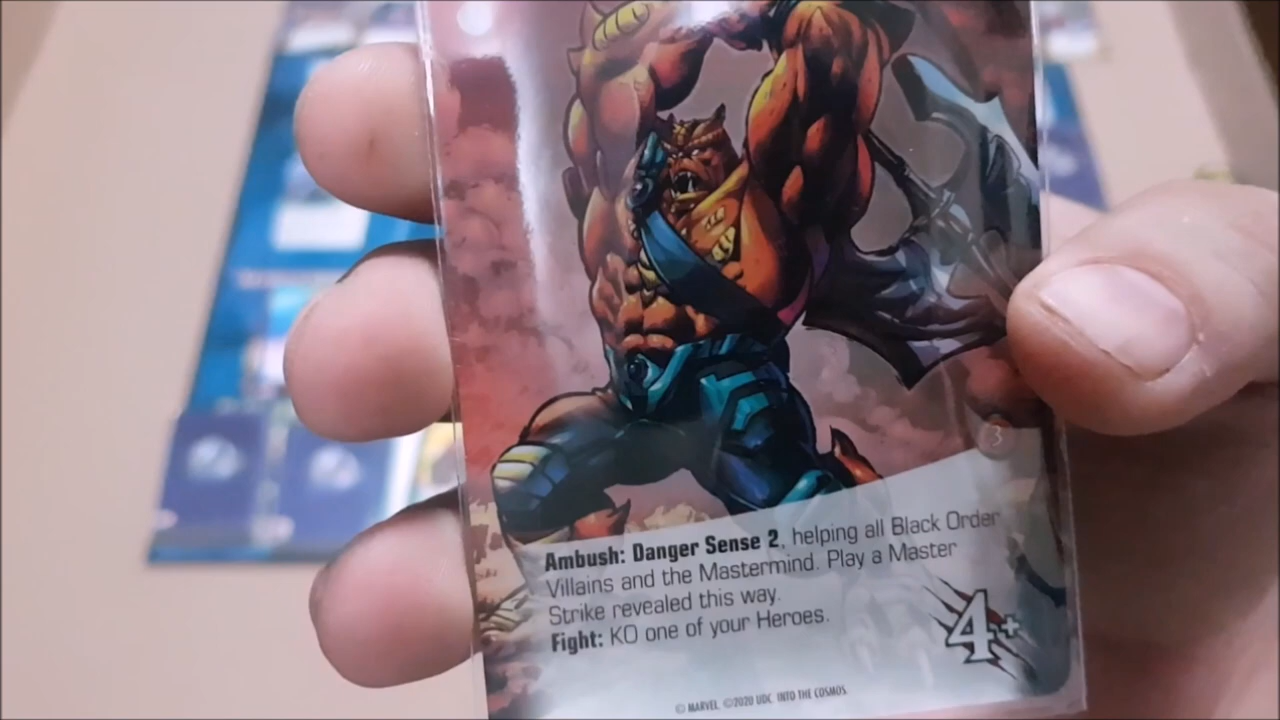 3
Ambush: Danger Sense 2, helping all Black Order
Villains and the Mastermind. Play a Master
Strike revealed this way.
Fight: KO one of your Heroes.
4+
© MARVEL ©2020 UDC INTO THE COSMOS